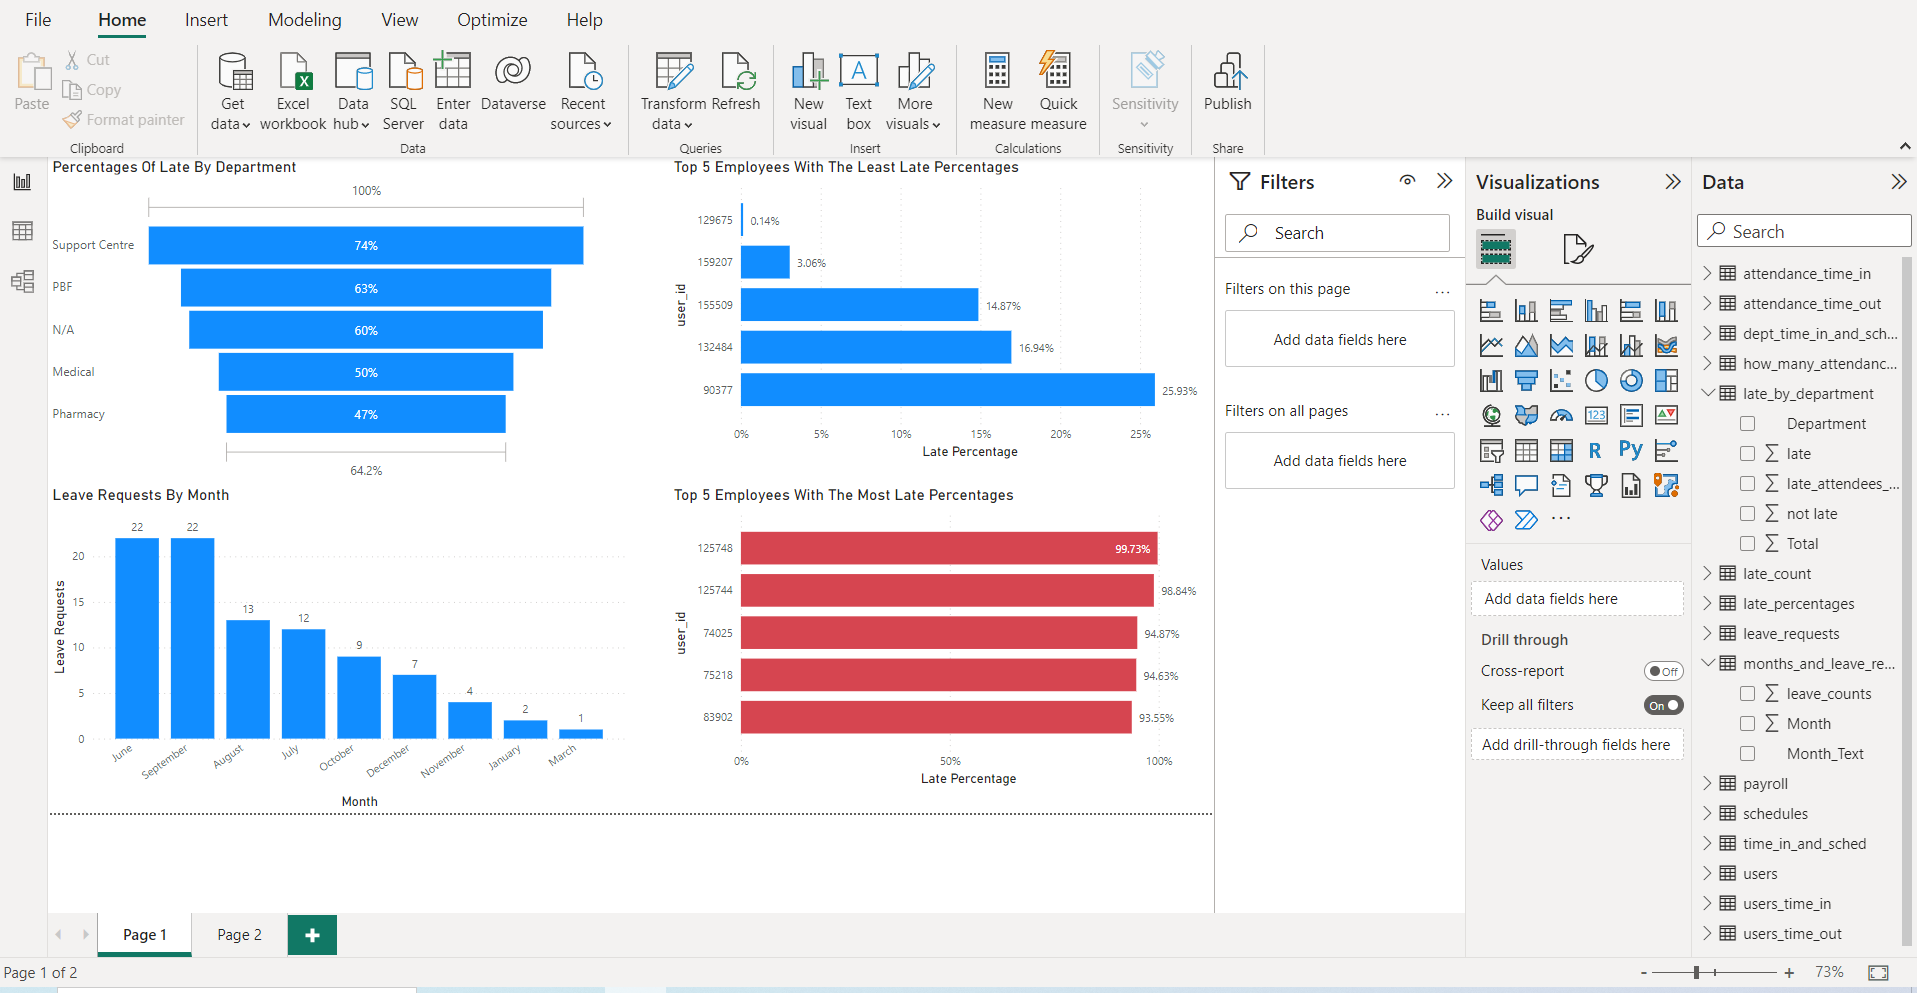 File Home Insert Modeling View Optimize Help
Paste
Cut
Copy
Format painter
Clipboard
Get data
Excel workbook
Data hub
SQL Server
Enter data
Dataverse
Recent sources
Data
Transform data
Refresh
Queries
New visual
Text box
More visuals
Insert
New measure
Quick measure
Calculations
Sensitivity
Sensitivity
Publish
Share
Percentages Of Late By Department
100%
Support Centre 74%
PBF 63%
N/A 60%
Medical 50%
Pharmacy 47%
64.2%
Top 5 Employees With The Least Late Percentages
user_id
129675 0.14%
159207 3.06%
155509 14.87%
132484 16.94%
90377 25.93%
0% 5% 10% 15% 20% 25%
Late Percentage
Leave Requests By Month
Leave Requests
20
15
10
5
0
22 22 13 12 9 7 4 2 1
June September August July October December November January March
Month
Top 5 Employees With The Most Late Percentages
user_id
125748 99.73%
125744 98.84%
74025 94.87%
75218 94.63%
83902 93.55%
0% 50% 100%
Late Percentage
Filters
Search
Filters on this page ...
Add data fields here
Filters on all pages ...
Add data fields here
Visualizations
Build visual
123
R Py
...
Values
Add data fields here
Drill through
Cross-report Off
Keep all filters On
Add drill-through fields here
Data
Search
attendance_time_in
attendance_time_out
dept_time_in_and_sch...
how_many_attendanc...
late_by_department
Department
∑ late
∑ late_attendees_...
∑ not late
∑ Total
late_count
late_percentages
leave_requests
months_and_leave_re...
∑ leave_counts
∑ Month
Month_Text
payroll
schedules
time_in_and_sched
users
users_time_in
users_time_out
Page 1 Page 2 +
Page 1 of 2
- + 73%